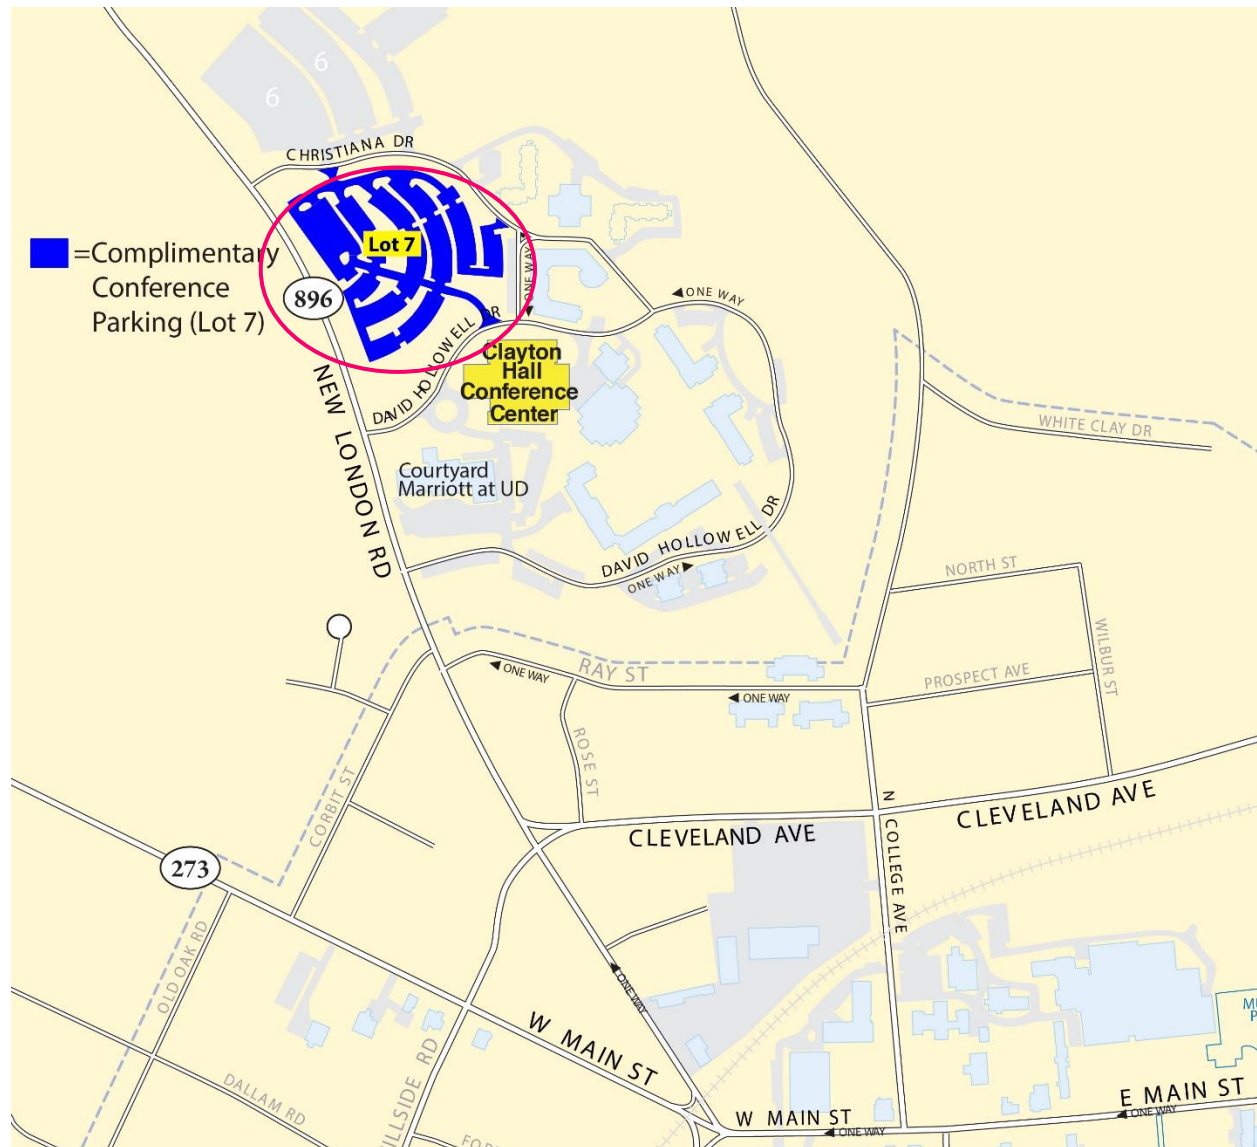 6
6
CHRISTIANA DR
Lot 7
=Complimentary
Conference
Parking (Lot 7)
896
ONE WAY
ONE WAY
DAVID HOLLOWELL DR
Clayton
Hall
Conference
Center
NEW LONDON RD
WHITE CLAY DR
Courtyard
Marriott at UD
DAVID HOLLOWELL DR
ONE WAY
NORTH ST
WILBUR ST
RAY ST
ONE WAY
ONE WAY
PROSPECT AVE
ROSE ST
CORBIT ST
N COLLEGE AVE
CLEVELAND AVE
CLEVELAND AVE
273
OLD OAK RD
ONE WAY
W MAIN ST
HILLSIDE RD
DALLAM RD
E MAIN ST
ONE WAY
W MAIN ST
ONE WAY